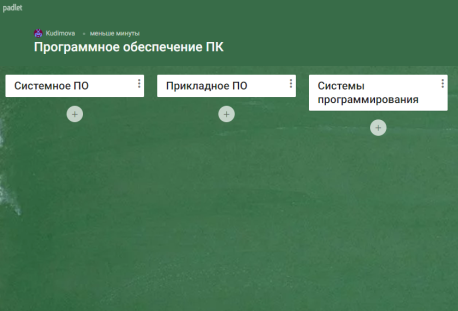 padlet
Kudimova • меньше минуты
Программное обеспечение ПК
Системное ПО
Прикладное ПО
Системы
программирования